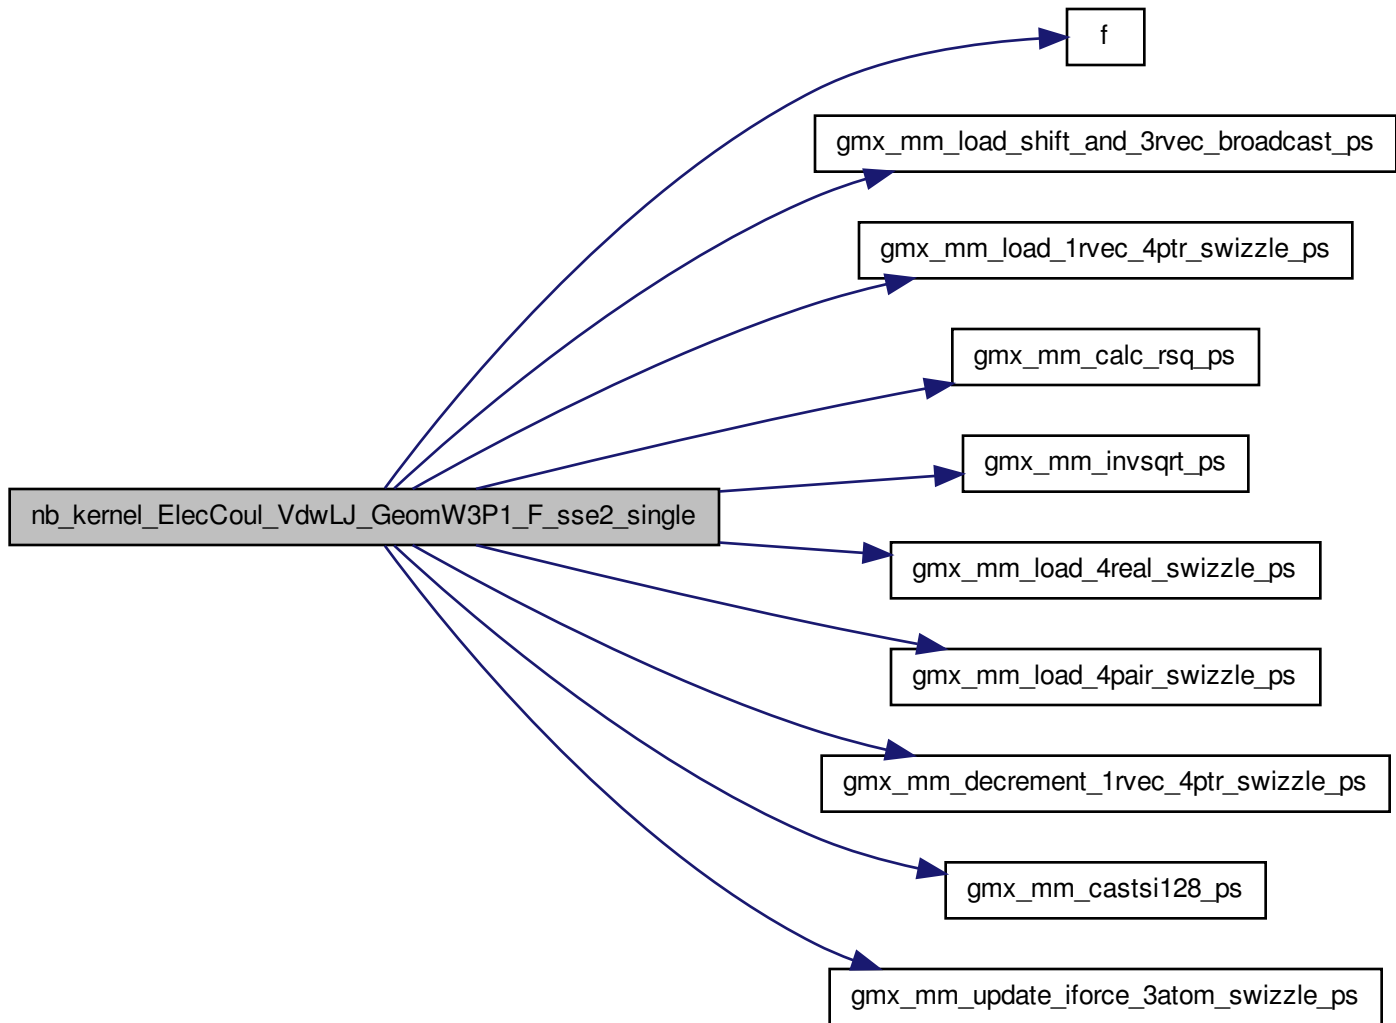 f
gmx_mm_load_shift_and_3rvec_broadcast_ps
gmx_mm_load_1rvec_4ptr_swizzle_ps
gmx_mm_calc_rsq_ps
gmx_mm_invsqrt_ps
nb_kernel_ElecCoul_VdwLJ_GeomW3P1_F_sse2_single
gmx_mm_load_4real_swizzle_ps
gmx_mm_load_4pair_swizzle_ps
gmx_mm_decrement_1rvec_4ptr_swizzle_ps
gmx_mm_castsi128_ps
gmx_mm_update_iforce_3atom_swizzle_ps